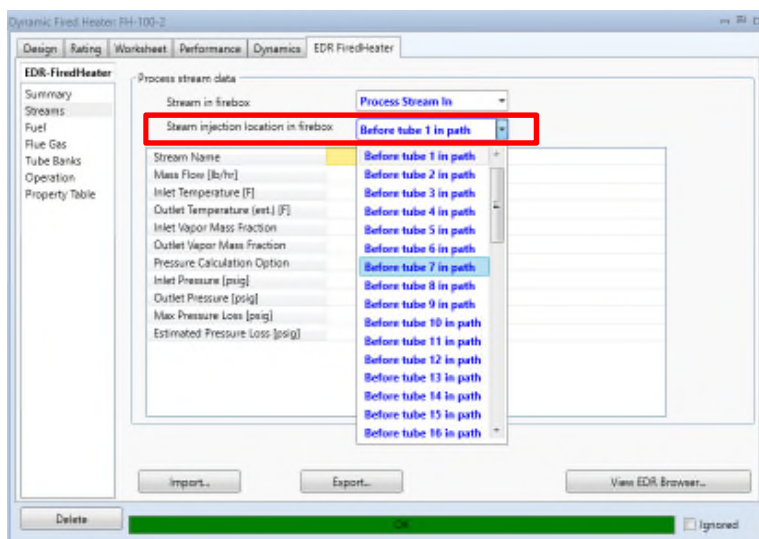 Dynamic Fired Heater: FH-100-2
Design Rating Worksheet Performance Dynamics EDR FiredHeater
EDR-FiredHeater
Summary
Streams
Fuel
Flue Gas
Tube Banks
Operation
Property Table
Process stream data
Stream in firebox Process Stream In
Steam injection location in firebox Before tube 1 in path
Stream Name
Mass Flow [lb/hr]
Inlet Temperature [F]
Outlet Temperature (est.) [F]
Inlet Vapor Mass Fraction
Outlet Vapor Mass Fraction
Pressure Calculation Option
Inlet Pressure [psig]
Outlet Pressure [psig]
Max Pressure Loss [psig]
Estimated Pressure Loss [psig]
Before tube 1 in path
Before tube 2 in path
Before tube 3 in path
Before tube 4 in path
Before tube 5 in path
Before tube 6 in path
Before tube 7 in path
Before tube 8 in path
Before tube 9 in path
Before tube 10 in path
Before tube 11 in path
Before tube 12 in path
Before tube 13 in path
Before tube 14 in path
Before tube 15 in path
Before tube 16 in path
Import... Export... View EDR Browser...
Delete OK Ignored